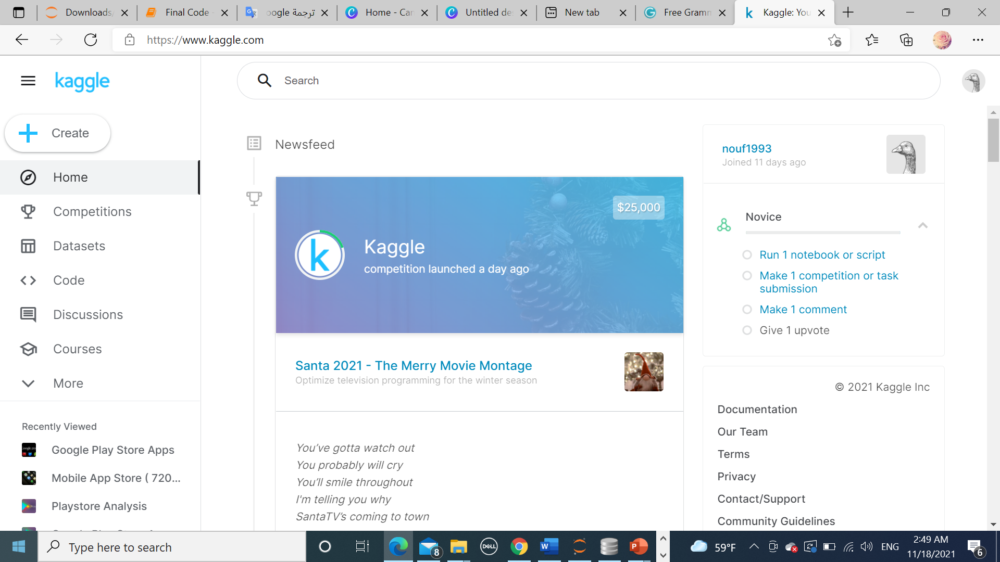 Downloads/
Final Code
oogle ترجمة
Home - Can
Untitled de
New tab
Free Gramm
Kaggle: You
https://www.kaggle.com
kaggle
Search
Create
Home
Competitions
Datasets
Code
Discussions
Courses
More
Recently Viewed
Google Play Store Apps
Mobile App Store ( 720...
Playstore Analysis
Newsfeed
$25,000
k
Kaggle
competition launched a day ago
Santa 2021 - The Merry Movie Montage
Optimize television programming for the winter season
You've gotta watch out
You probably will cry
You'll smile throughout
I'm telling you why
SantaTV's coming to town
nouf1993
Joined 11 days ago
Novice
Run 1 notebook or script
Make 1 competition or task
submission
Make 1 comment
Give 1 upvote
© 2021 Kaggle Inc
Documentation
Our Team
Terms
Privacy
Contact/Support
Community Guidelines
Type here to search
8
DELL
W
P
59°F
ENG
2:49 AM
11/18/2021
6